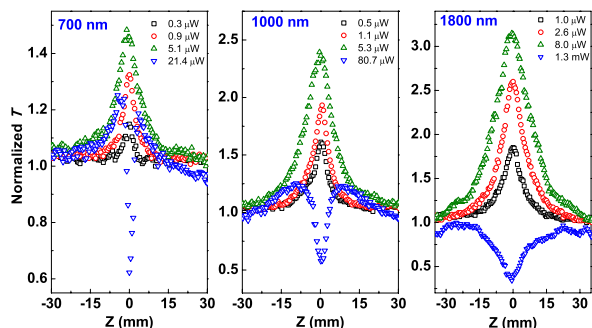 700 nm
0.3 μW
0.9 μW
5.1 μW
21.4 μW
1.4
1.2
1.0
0.8
0.6
Normalized T
-30 -15 0 15 30
Z (mm)
1000 nm
0.5 μW
1.1 μW
5.3 μW
80.7 μW
2.5
2.0
1.5
1.0
0.5
-30 -15 0 15 30
Z (mm)
1800 nm
1.0 μW
2.6 μW
8.0 μW
1.3 mW
3.0
2.5
2.0
1.5
1.0
0.5
-30 -15 0 15 30
Z (mm)